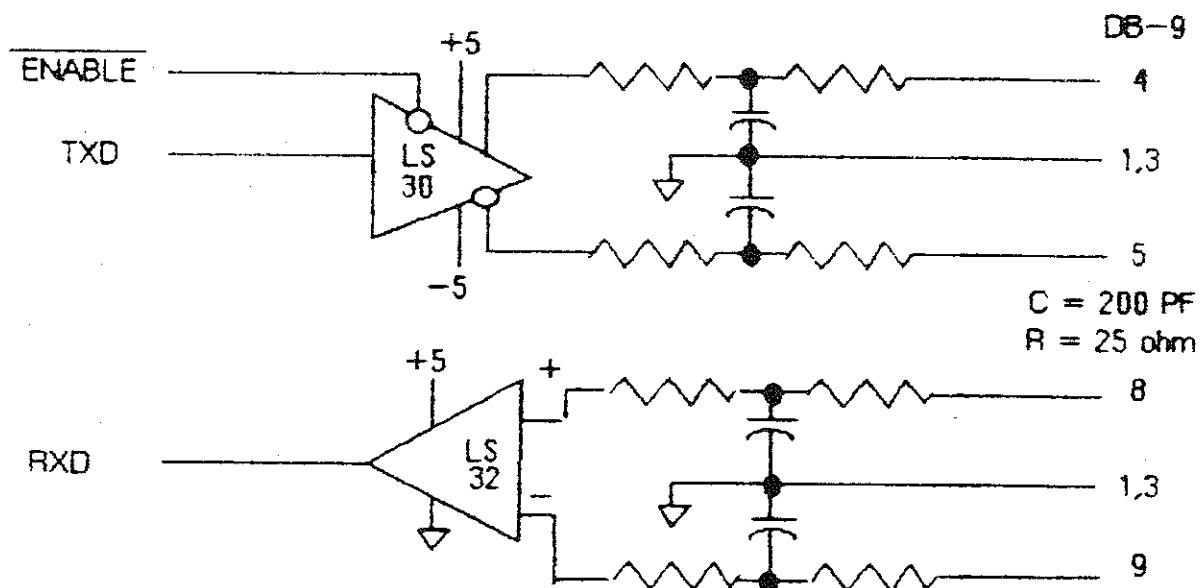 DB-9
ENABLE
+5
4
TXD
LS
30
1,3
-5
5
C = 200 PF
R = 25 ohm
+5
+
8
RXD
LS
32
-
1,3
9